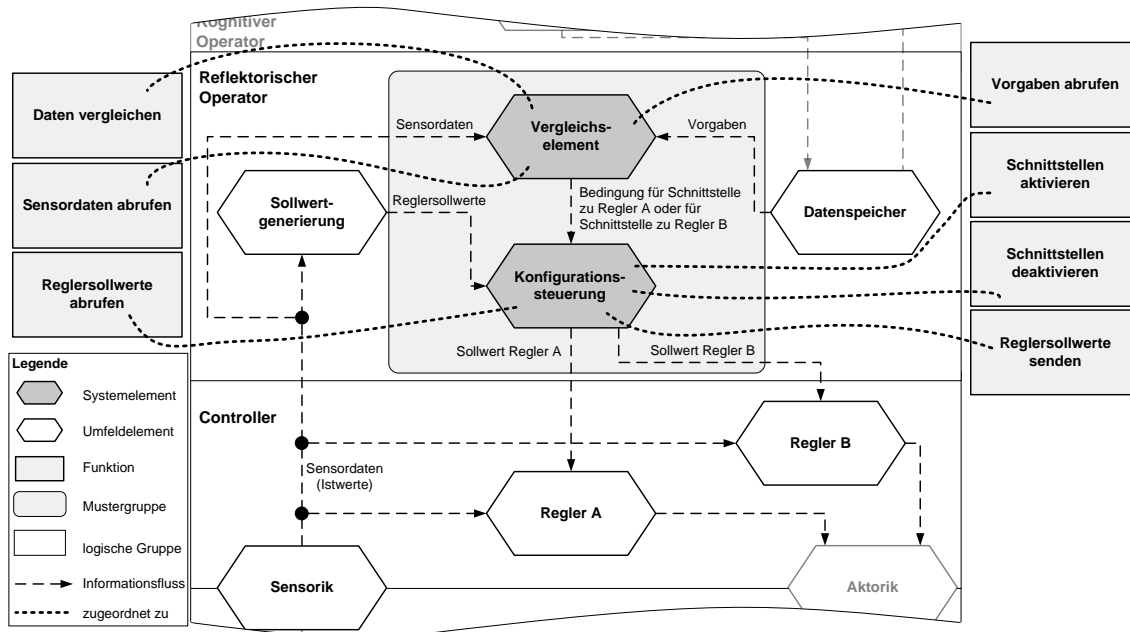 Kognitiver
Operator
Reflektorischer
Operator
Daten vergleichen
Sensordaten abrufen
Reglersollwerte
abrufen
Vorgaben abrufen
Schnittstellen
aktivieren
Schnittstellen
deaktivieren
Reglersollwerte
senden
Sensordaten
Vergleichs-
element
Vorgaben
Sollwert-
generierung
Reglersollwerte
Bedingung für Schnittstelle
zu Regler A oder für
Schnittstelle zu Regler B
Datenspeicher
Konfigurations-
steuerung
Sollwert Regler A
Sollwert Regler B
Controller
Regler B
Sensordaten
(Istwerte)
Regler A
Sensorik
Aktorik
Legende
Systemelement
Umfeldelement
Funktion
Mustergruppe
logische Gruppe
Informationsfluss
zugeordnet zu